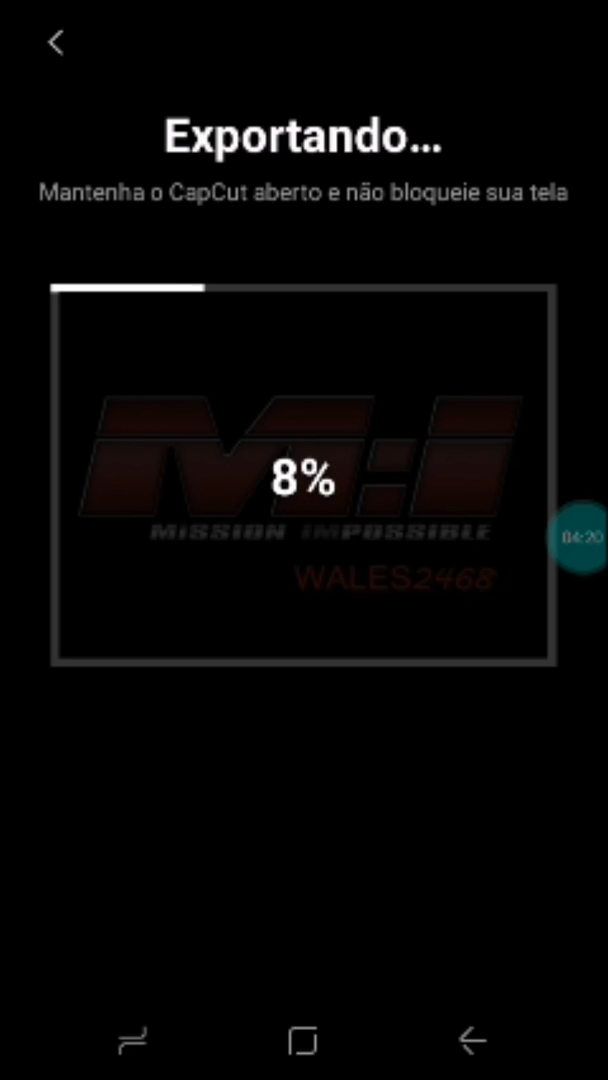 Exportando...
Mantenha o CapCut aberto e não bloqueie sua tela
M:I
8%
MISSION IMPOSSIBLE
04:20
WALES2468